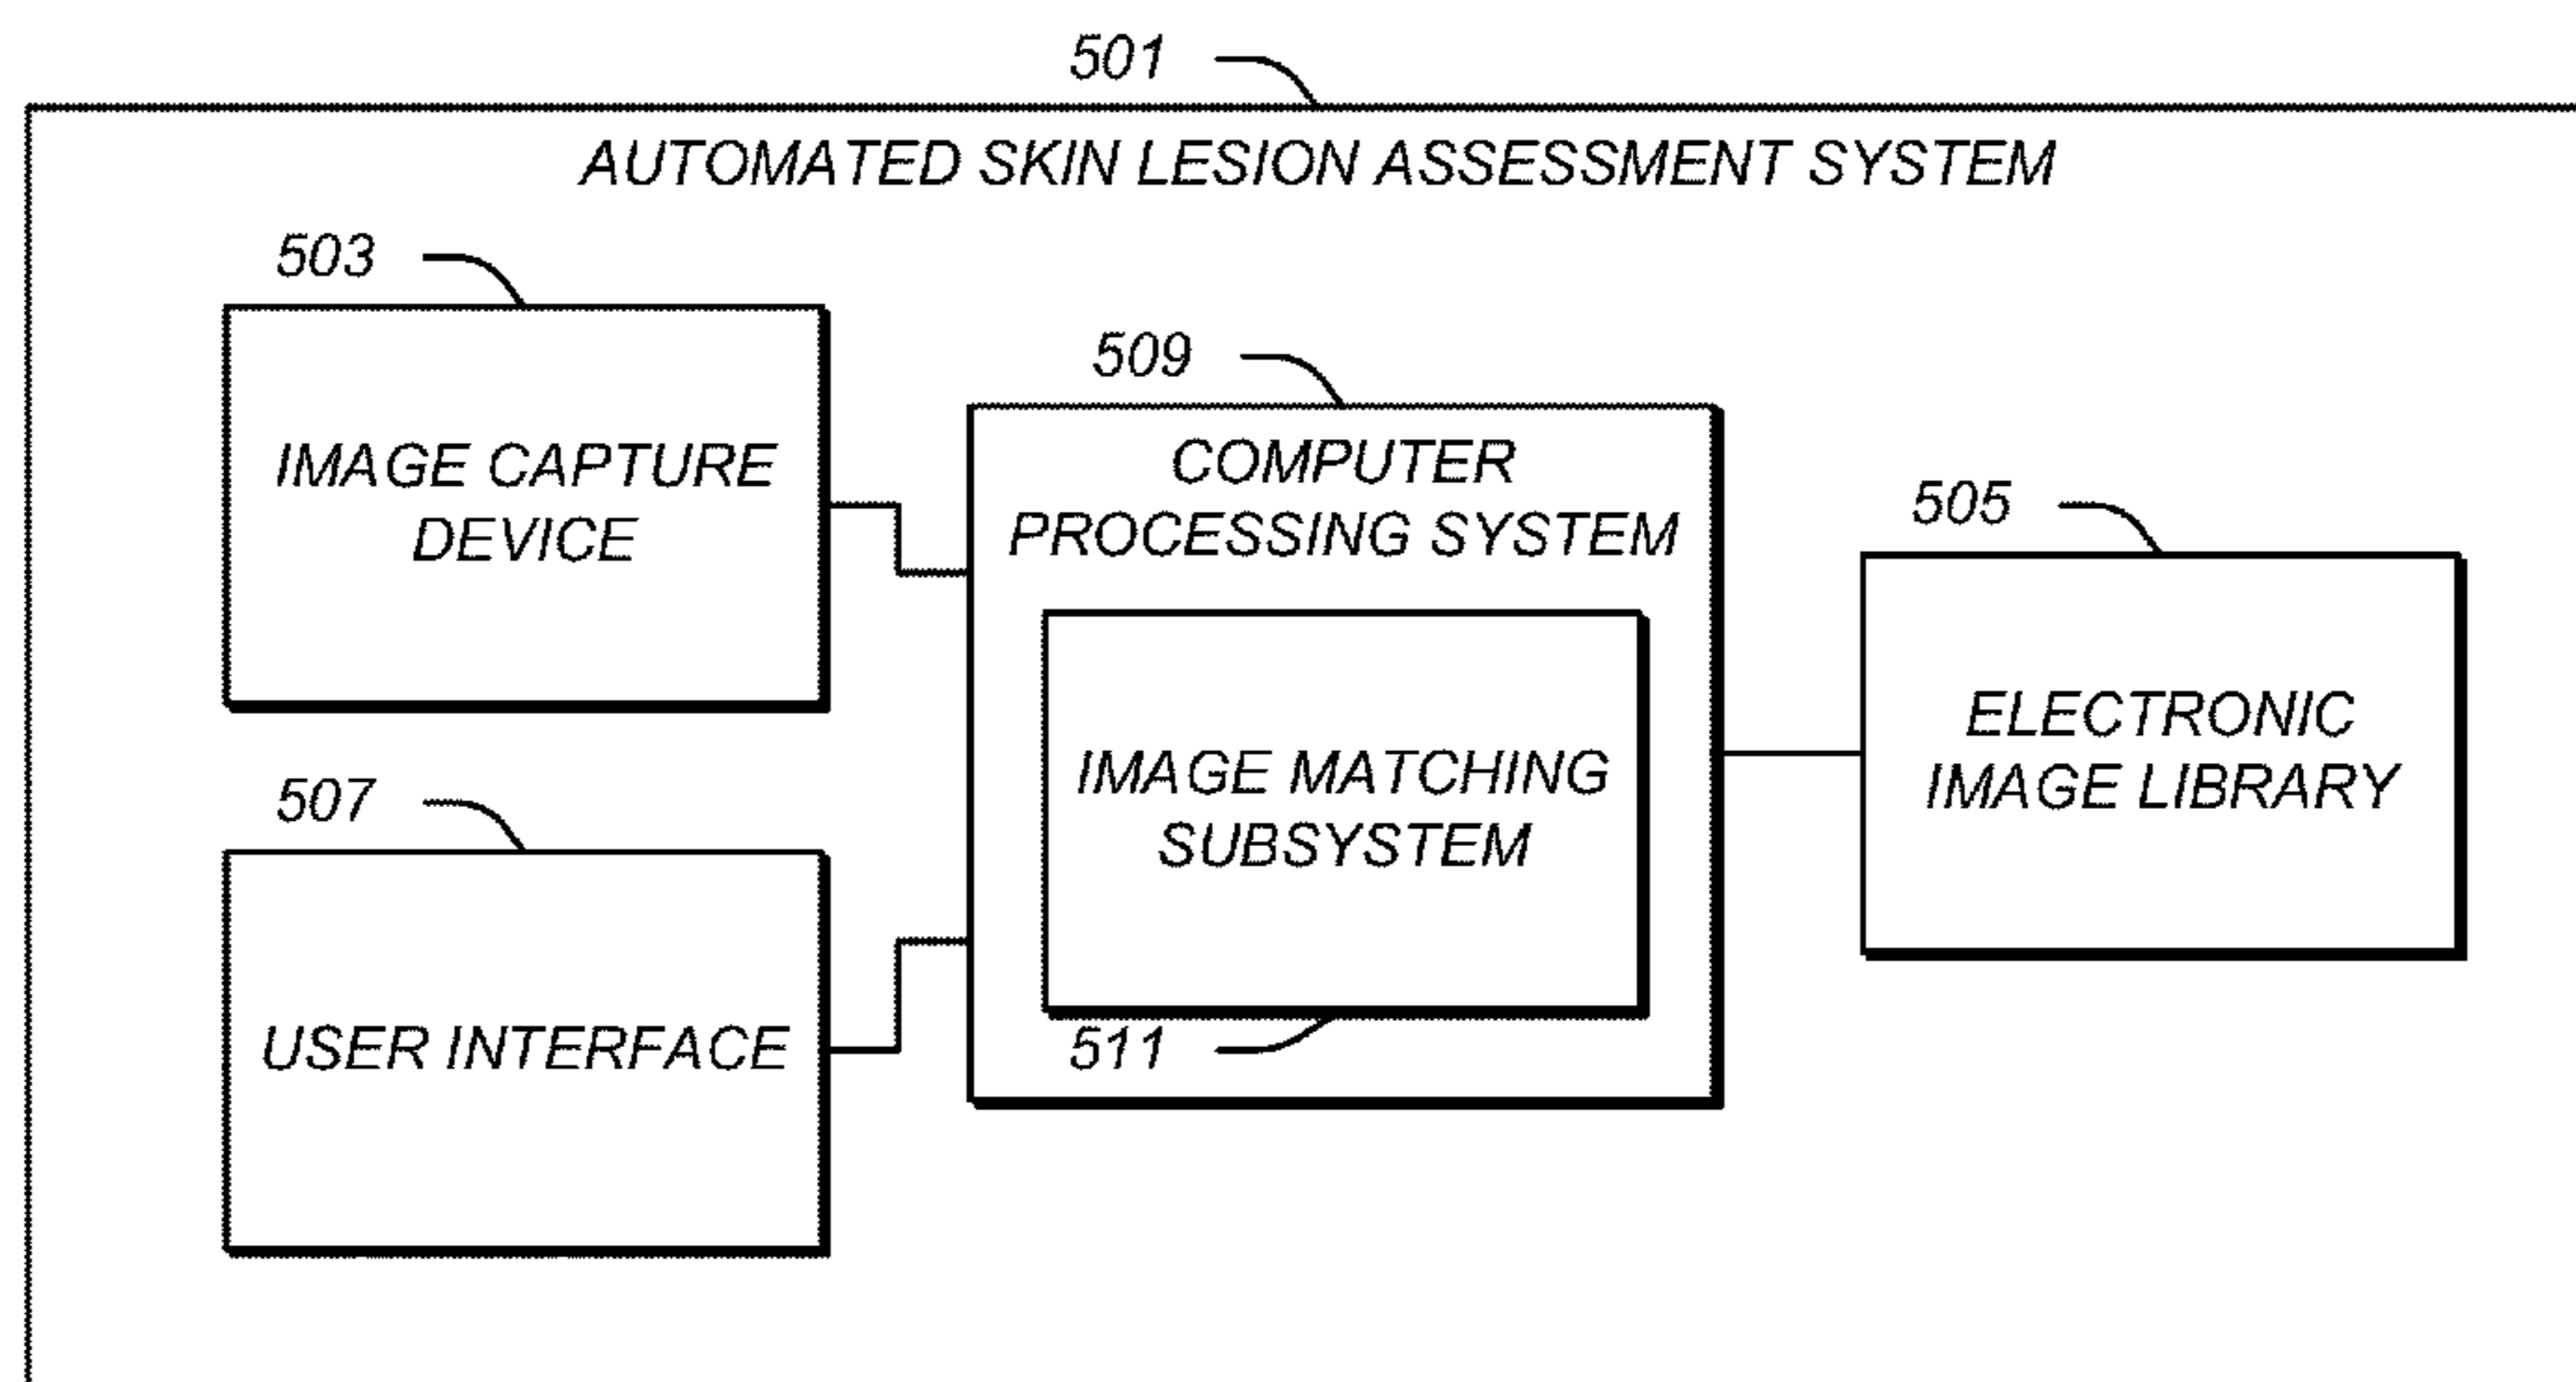 501
AUTOMATED SKIN LESION ASSESSMENT SYSTEM
503
IMAGE CAPTURE
DEVICE
509
COMPUTER
PROCESSING SYSTEM
505
ELECTRONIC
IMAGE LIBRARY
IMAGE MATCHING
SUBSYSTEM
511
507
USER INTERFACE